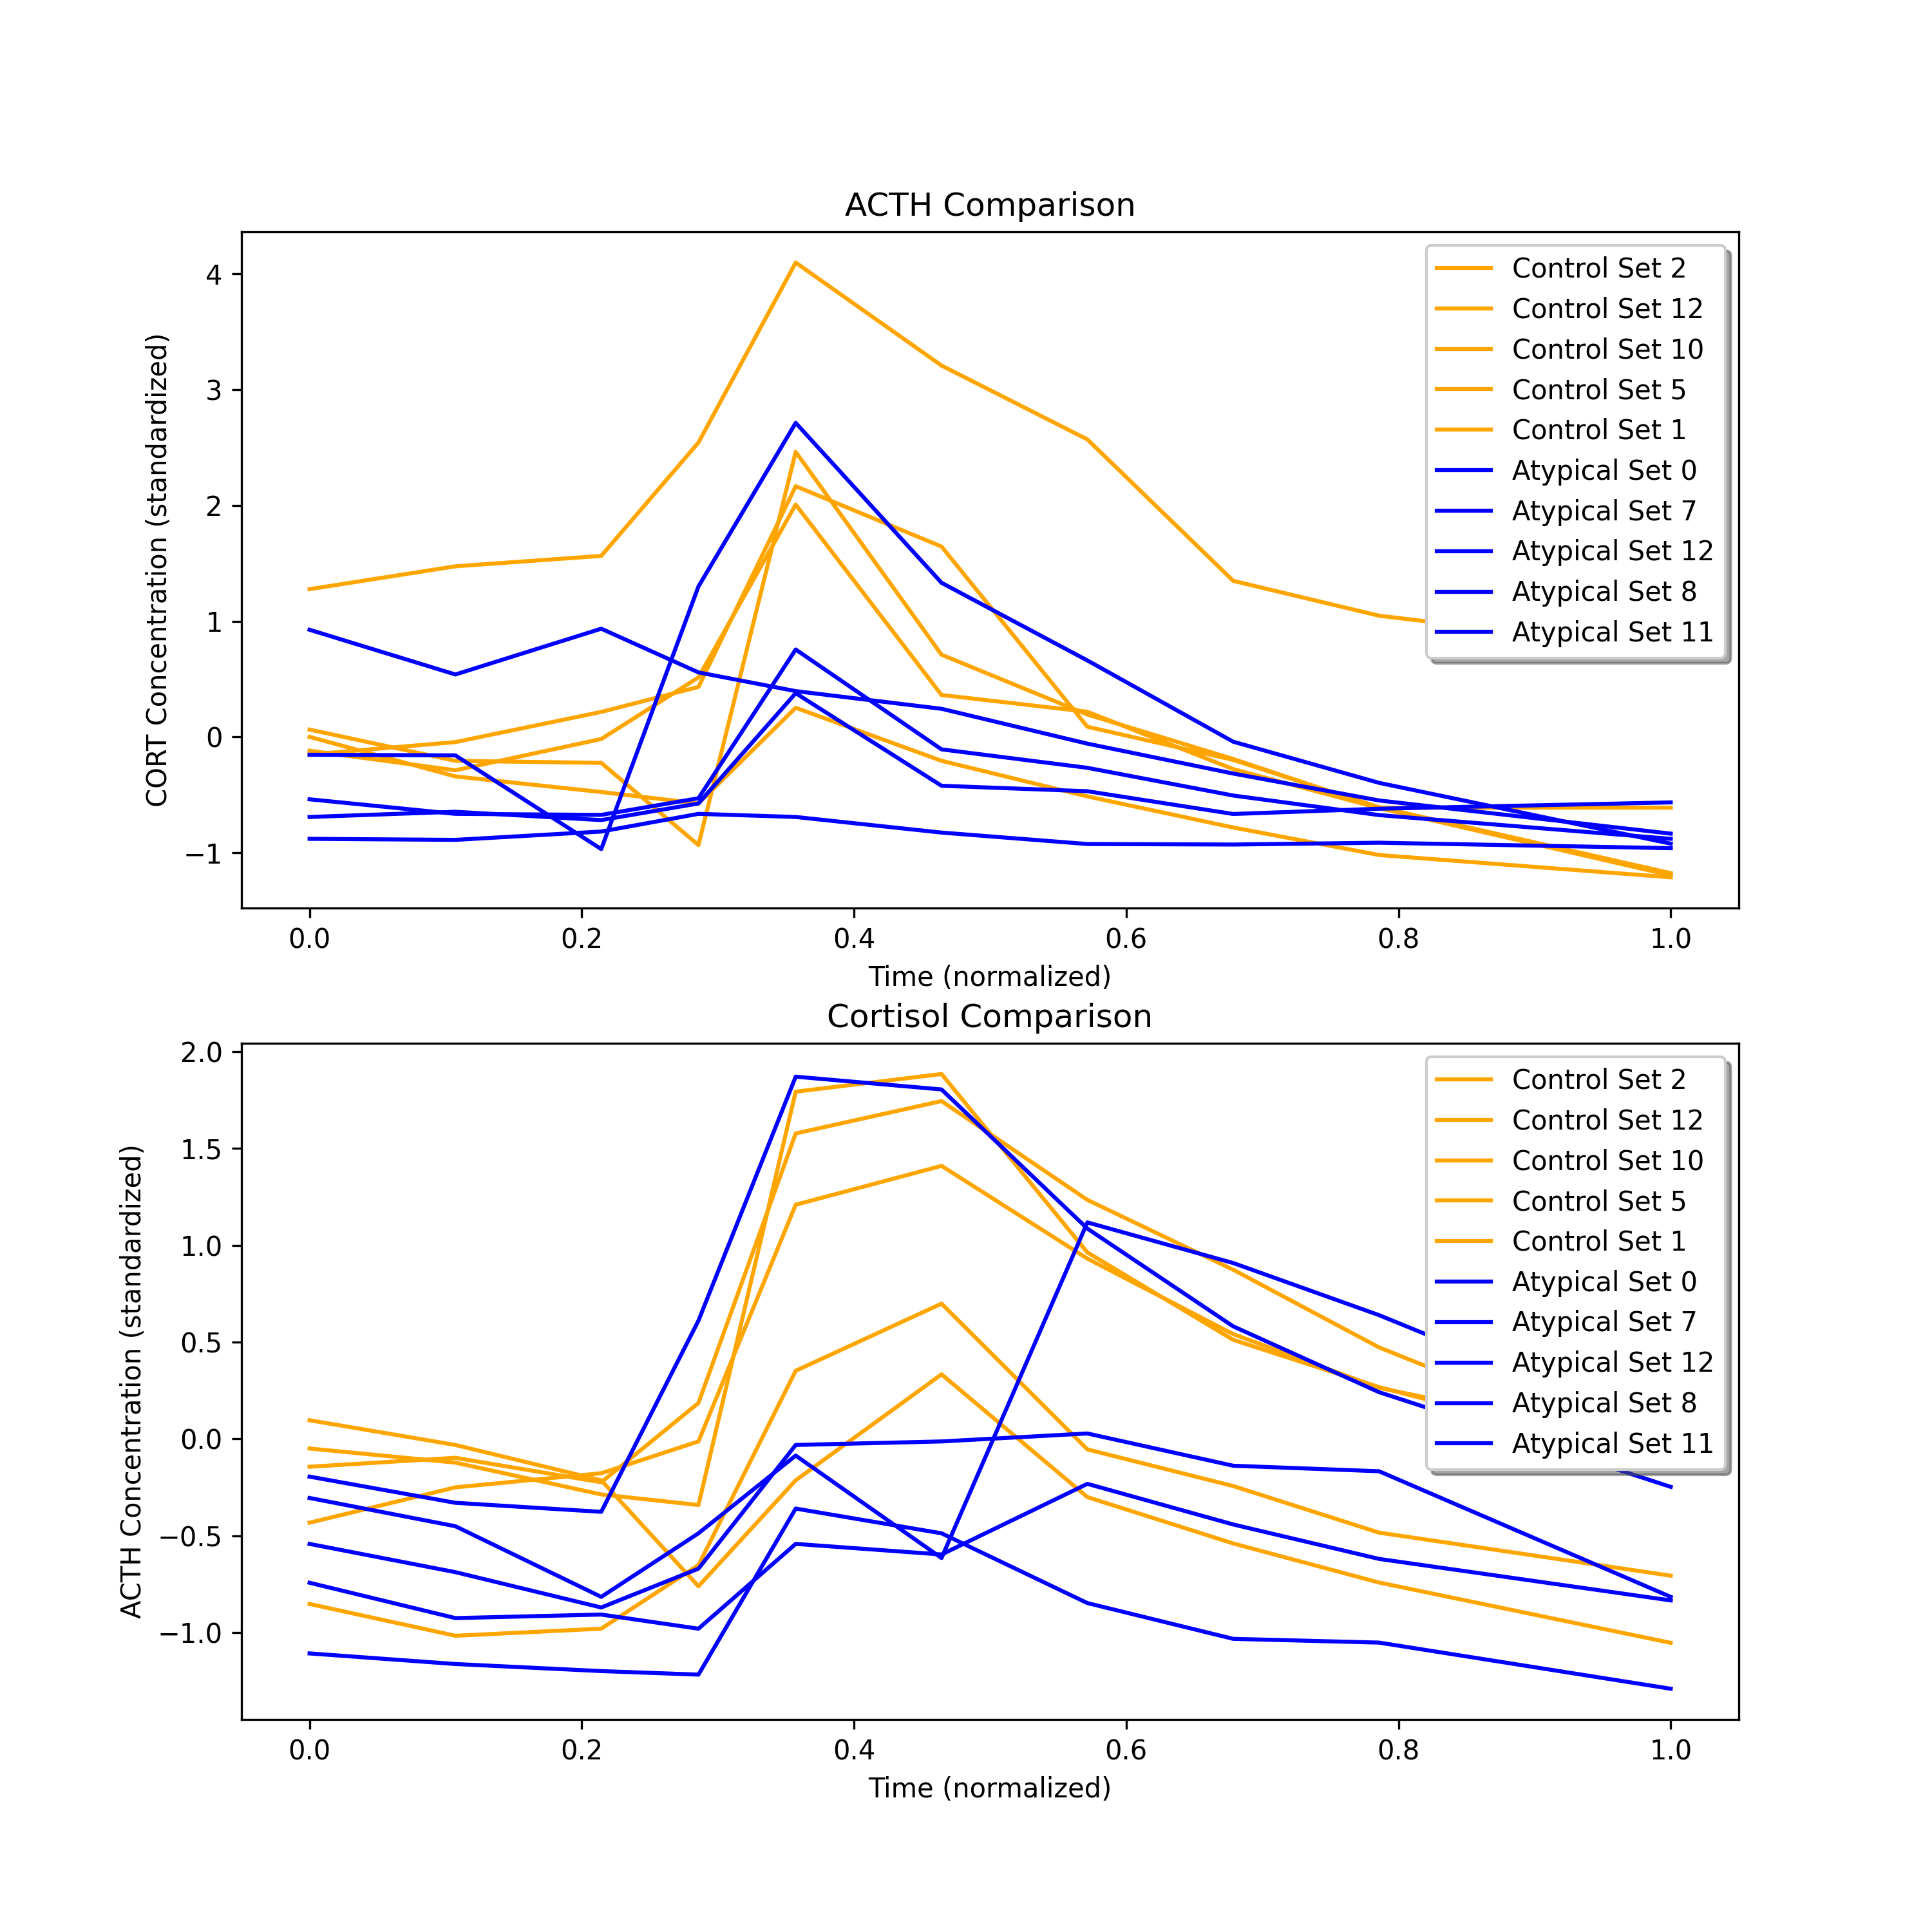 ACTH Comparison
CORT Concentration (standardized)
4
3
2
1
0
−1
0.0 0.2 0.4 0.6 0.8 1.0
Time (normalized)
Control Set 2
Control Set 12
Control Set 10
Control Set 5
Control Set 1
Atypical Set 0
Atypical Set 7
Atypical Set 12
Atypical Set 8
Atypical Set 11
Cortisol Comparison
ACTH Concentration (standardized)
2.0
1.5
1.0
0.5
0.0
−0.5
−1.0
0.0 0.2 0.4 0.6 0.8 1.0
Time (normalized)
Control Set 2
Control Set 12
Control Set 10
Control Set 5
Control Set 1
Atypical Set 0
Atypical Set 7
Atypical Set 12
Atypical Set 8
Atypical Set 11